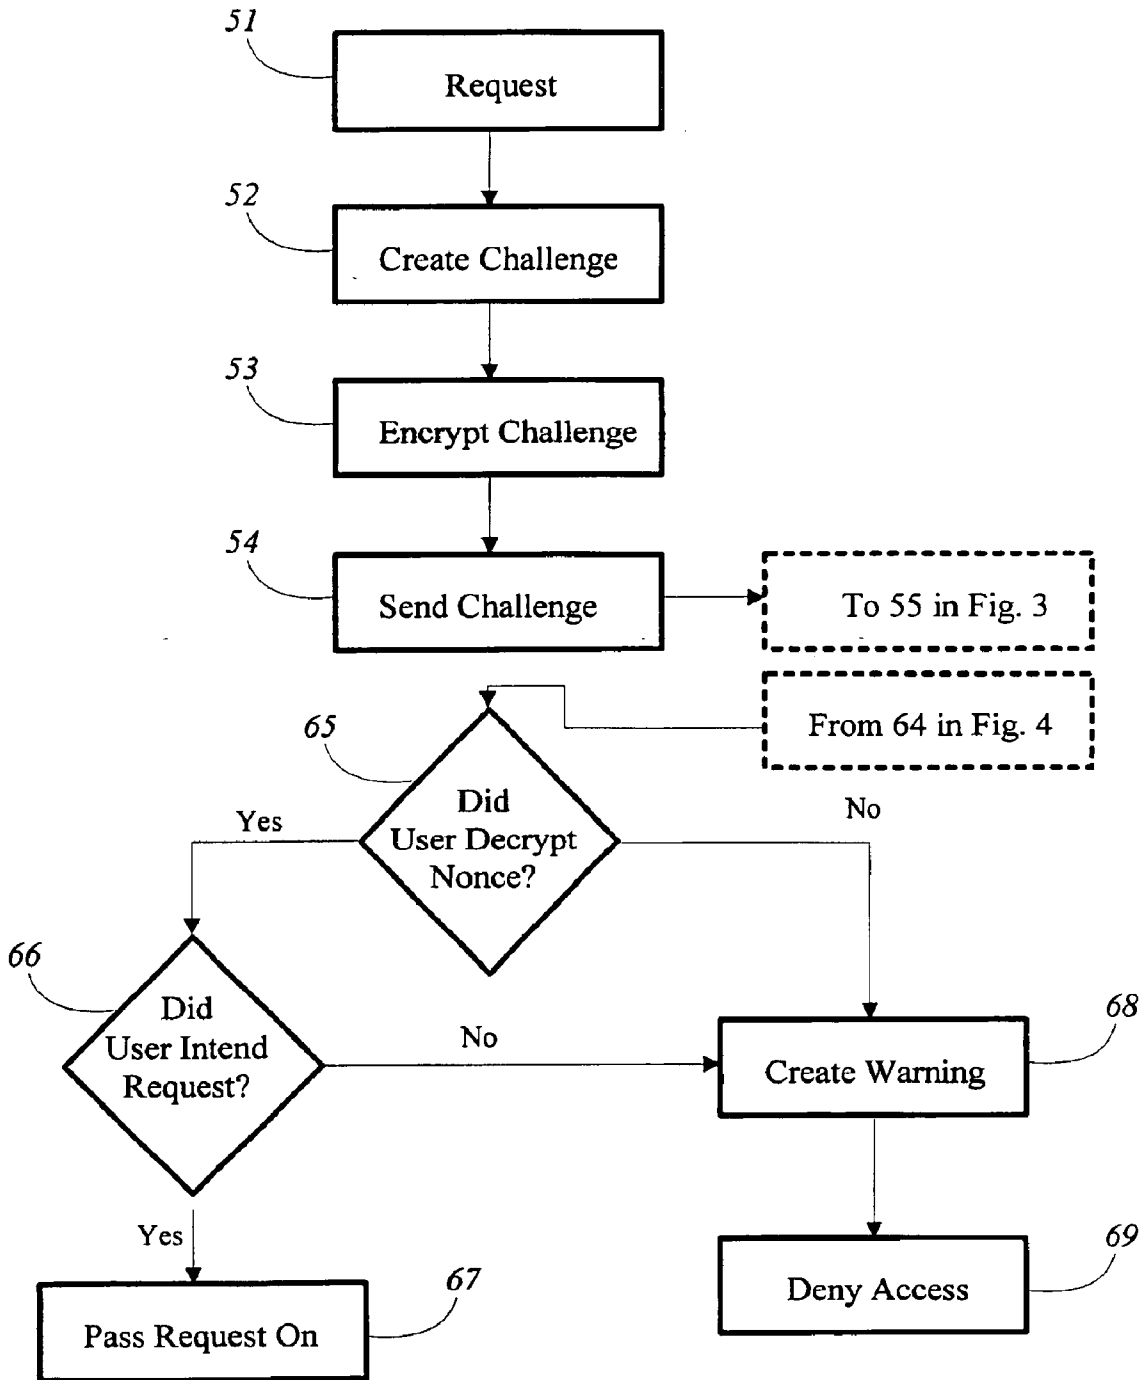 51
Request
52
Create Challenge
53
Encrypt Challenge
54
Send Challenge
To 55 in Fig. 3
From 64 in Fig. 4
65
Did
User Decrypt
Nonce?
Yes
No
66
Did
User Intend
Request?
No
68
Create Warning
Yes
67
Pass Request On
69
Deny Access